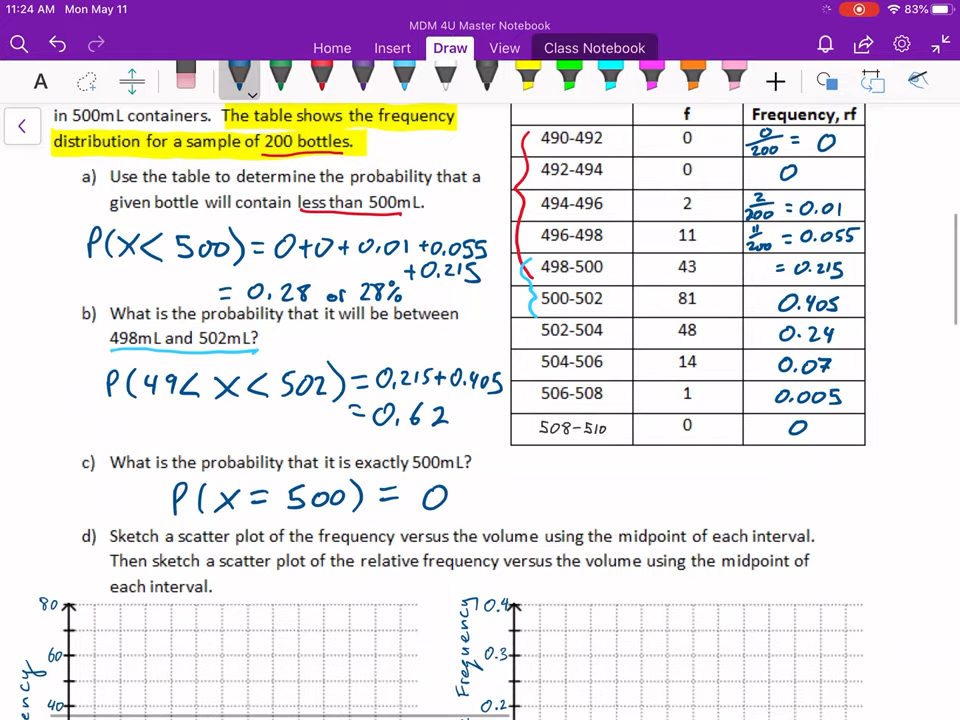 11:24 AM Mon May 11
83%
MDM 4U Master Notebook
Home Insert Draw View Class Notebook
A
in 500mL containers. The table shows the frequency
distribution for a sample of 200 bottles.
a) Use the table to determine the probability that a
given bottle will contain less than 500mL.
P(X < 500) = 0+0+0.01+0.055
+0.215
= 0.28 or 28%
b) What is the probability that it will be between
498mL and 502mL?
P(49< X < 502) = 0.215+0.405
= 0.62
f Frequency, rf
490-492 0 0/200 = 0
492-494 0 0
494-496 2 2/200 = 0.01
496-498 11 11/200 = 0.055
498-500 43 = 0.215
500-502 81 0.405
502-504 48 0.24
504-506 14 0.07
506-508 1 0.005
508-510 0 0
c) What is the probability that it is exactly 500mL?
P(X = 500) = 0
d) Sketch a scatter plot of the frequency versus the volume using the midpoint of each interval.
Then sketch a scatter plot of the relative frequency versus the volume using the midpoint of
each interval.
80
60
40
Frequency
0.4
0.3
0.2